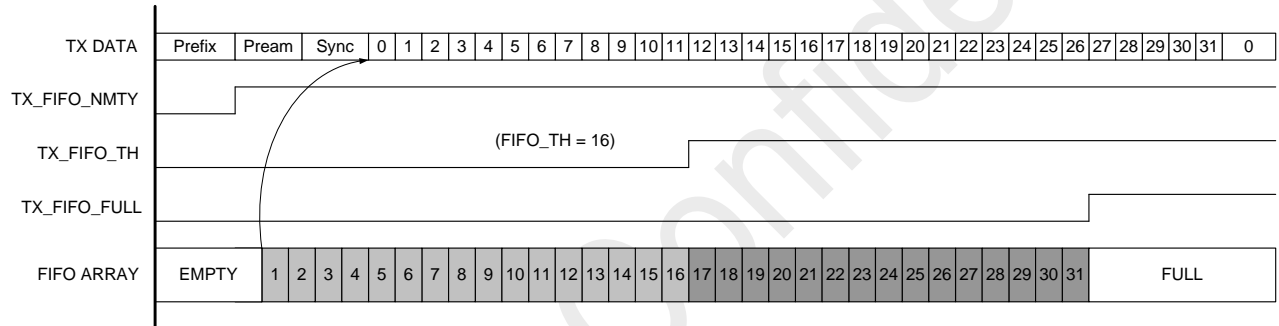 TX DATA Prefix Pream Sync 0 1 2 3 4 5 6 7 8 9 10 11 12 13 14 15 16 17 18 19 20 21 22 23 24 25 26 27 28 29 30 31 0
TX_FIFO_NMTY
(FIFO_TH = 16)
TX_FIFO_TH
TX_FIFO_FULL
FIFO ARRAY EMPTY 1 2 3 4 5 6 7 8 9 10 11 12 13 14 15 16 17 18 19 20 21 22 23 24 25 26 27 28 29 30 31 FULL
Confide